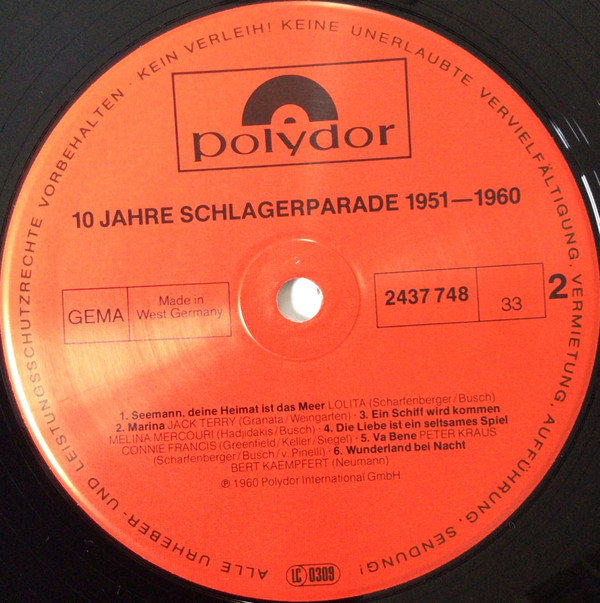 ALLE URHEBER- UND LEISTUNGSSCHUTZRECHTE VORBEHALTEN · KEIN VERLEIH! KEINE UNERLAUBTE VERVIELFÄLTIGUNG, VERMIETUNG, AUFFÜHRUNG, SENDUNG!
polydor
10 JAHRE SCHLAGERPARADE 1951—1960
GEMA
Made in
West Germany
2437 748
33
2
1. Seemann, deine Heimat ist das Meer LOLITA (Scharfenberger/Busch)
2. Marina JACK TERRY (Granata/Weingarten) · 3. Ein Schiff wird kommen
MELINA MERCOURI (Hadjidakis/Busch) · 4. Die Liebe ist ein seltsames Spiel
CONNIE FRANCIS (Greenfield/Keller/Siegel) · 5. Va Bene PETER KRAUS
(Scharfenberger/Busch/v. Pinelli) · 6. Wunderland bei Nacht
BERT KAEMPFERT (Neumann)
℗ 1960 Polydor International GmbH
LC 0309